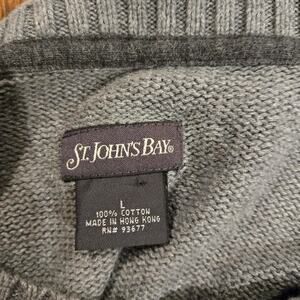 ST. JOHN'S BAY®
L
100% COTTON
MADE IN HONG KONG
RN# 93677